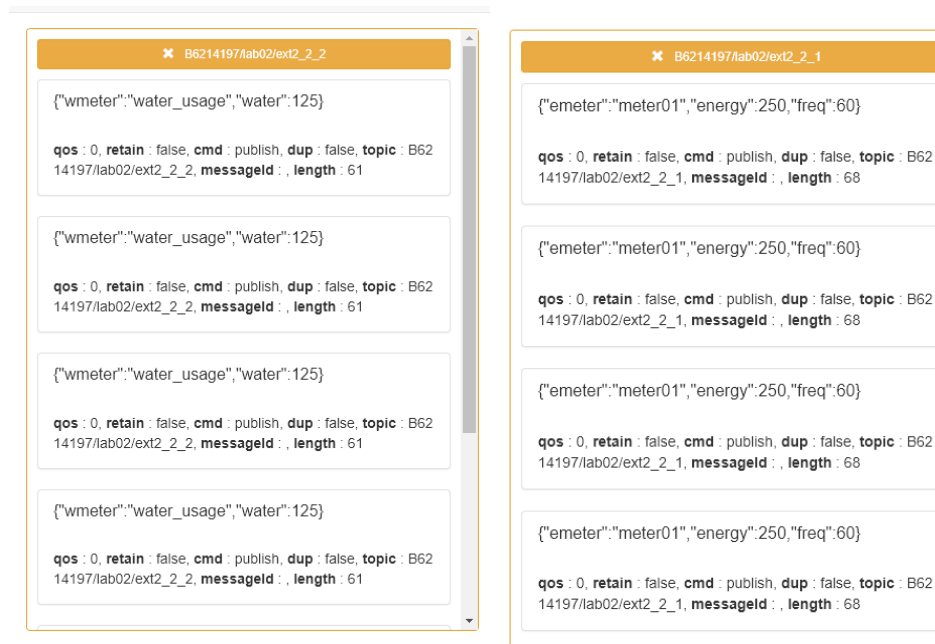 ✖ B6214197/lab02/ext2_2_2
{"wmeter":"water_usage","water":125}
qos : 0, retain : false, cmd : publish, dup : false, topic : B62
14197/lab02/ext2_2_2, messageId : , length : 61
{"wmeter":"water_usage","water":125}
qos : 0, retain : false, cmd : publish, dup : false, topic : B62
14197/lab02/ext2_2_2, messageId : , length : 61
{"wmeter":"water_usage","water":125}
qos : 0, retain : false, cmd : publish, dup : false, topic : B62
14197/lab02/ext2_2_2, messageId : , length : 61
{"wmeter":"water_usage","water":125}
qos : 0, retain : false, cmd : publish, dup : false, topic : B62
14197/lab02/ext2_2_2, messageId : , length : 61
✖ B6214197/lab02/ext2_2_1
{"emeter":"meter01","energy":250,"freq":60}
qos : 0, retain : false, cmd : publish, dup : false, topic : B62
14197/lab02/ext2_2_1, messageId : , length : 68
{"emeter":"meter01","energy":250,"freq":60}
qos : 0, retain : false, cmd : publish, dup : false, topic : B62
14197/lab02/ext2_2_1, messageId : , length : 68
{"emeter":"meter01","energy":250,"freq":60}
qos : 0, retain : false, cmd : publish, dup : false, topic : B62
14197/lab02/ext2_2_1, messageId : , length : 68
{"emeter":"meter01","energy":250,"freq":60}
qos : 0, retain : false, cmd : publish, dup : false, topic : B62
14197/lab02/ext2_2_1, messageId : , length : 68